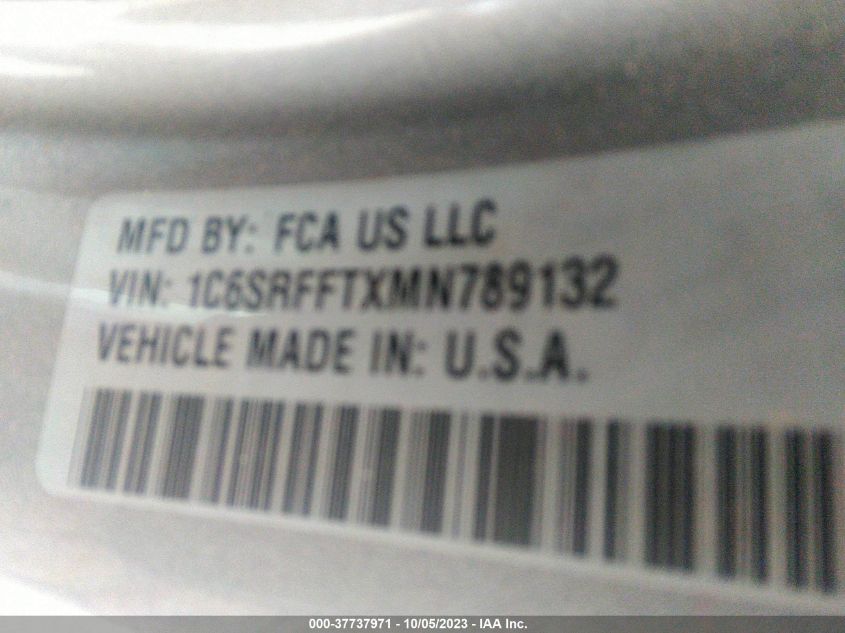 MFD BY: FCA US LLC
VIN: 1C6SRFFTXMN789132
VEHICLE MADE IN: U.S.A.
000-37737971 - 10/05/2023 - IAA Inc.